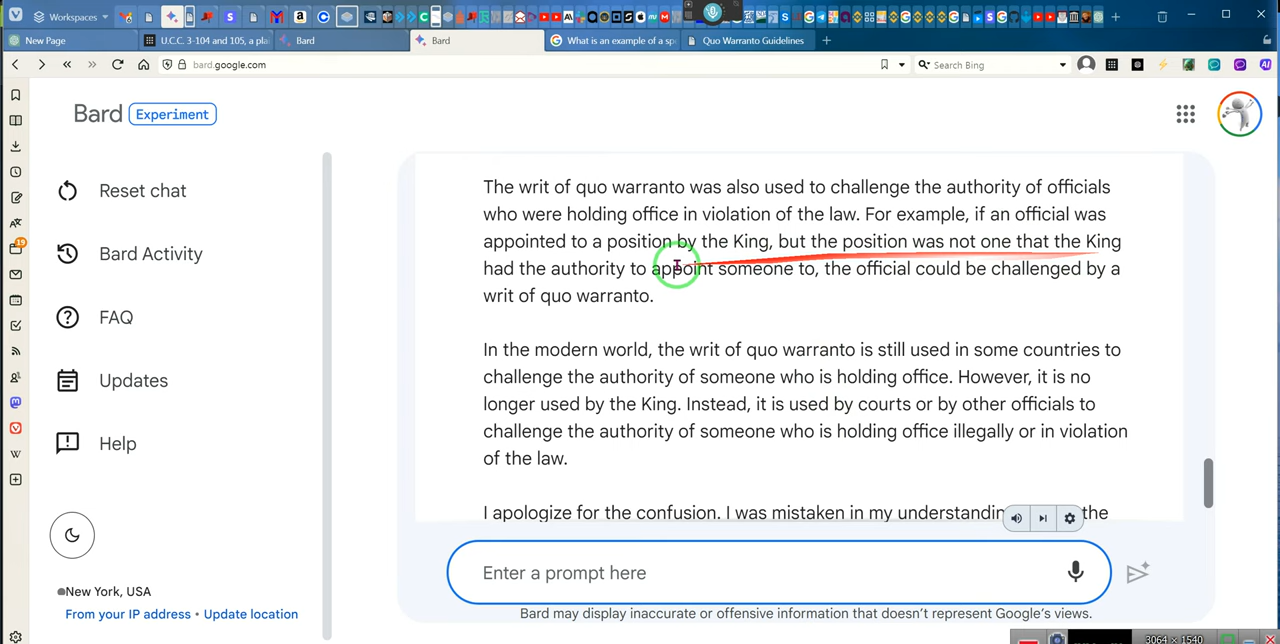 Workspaces
New Page
U.C.C. 3-104 and 105, a pla
Bard
Bard
What is an example of a sp
Quo Warranto Guidelines
bard.google.com
Search Bing
Bard Experiment
Reset chat
Bard Activity
FAQ
Updates
Help
New York, USA
From your IP address • Update location
The writ of quo warranto was also used to challenge the authority of officials
who were holding office in violation of the law. For example, if an official was
appointed to a position by the King, but the position was not one that the King
had the authority to appoint someone to, the official could be challenged by a
writ of quo warranto.
In the modern world, the writ of quo warranto is still used in some countries to
challenge the authority of someone who is holding office. However, it is no
longer used by the King. Instead, it is used by courts or by other officials to
challenge the authority of someone who is holding office illegally or in violation
of the law.
I apologize for the confusion. I was mistaken in my understandin the
Enter a prompt here
Bard may display inaccurate or offensive information that doesn't represent Google's views.
19
3064 × 1540